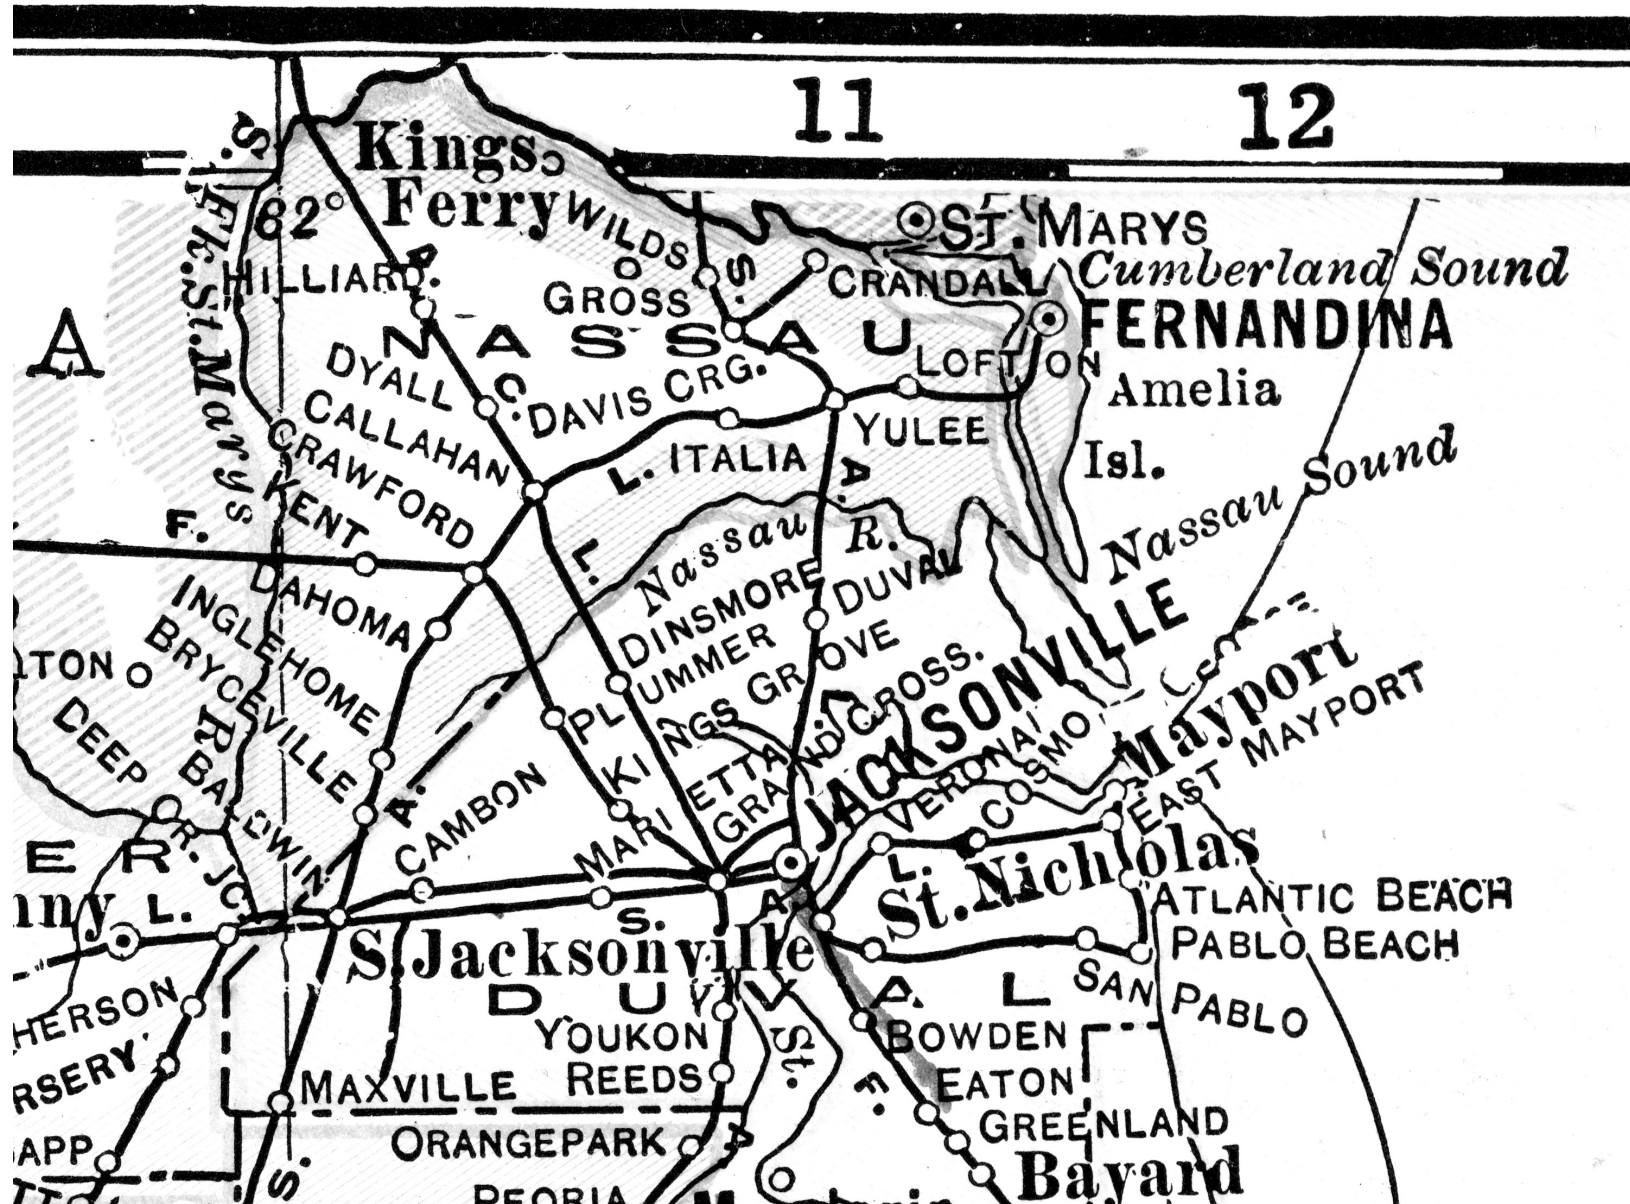 11 12
Kings
Ferry
S. Fk. St. Marys R.
62°
WILDS
ST. MARYS
Cumberland Sound
HILLIARD
A.
S.
CRANDALL
GROSS
FERNANDINA
NASSAU
A
LOFTON
DYALL
C.
DAVIS CRG.
Amelia
Isl.
CALLAHAN
YULEE
CRAWFORD
L. ITALIA
A.
Nassau Sound
KENT
F.
Nassau R.
L.
DAHOMA
DINSMORE
DUVAL
INGLEHOME
PLUMMER
BRYCEVILLE
KINGS GROVE
GRAND CROSS.
JACKSONVILLE
Mayport
EAST MAYPORT
DEEP
BALDWIN
A.
CAMBON
MARIETTA
VERONA
COSMO
L.
St. Nicholas
R. JC.
L.
S.
A
ATLANTIC BEACH
S. Jacksonville
PABLO BEACH
SAN PABLO
DUVAL
YOUKON
St.
BOWDEN
MAXVILLE
REEDS
EATON
F.
GREENLAND
ORANGEPARK
A
Bayard
S.
PEORIA